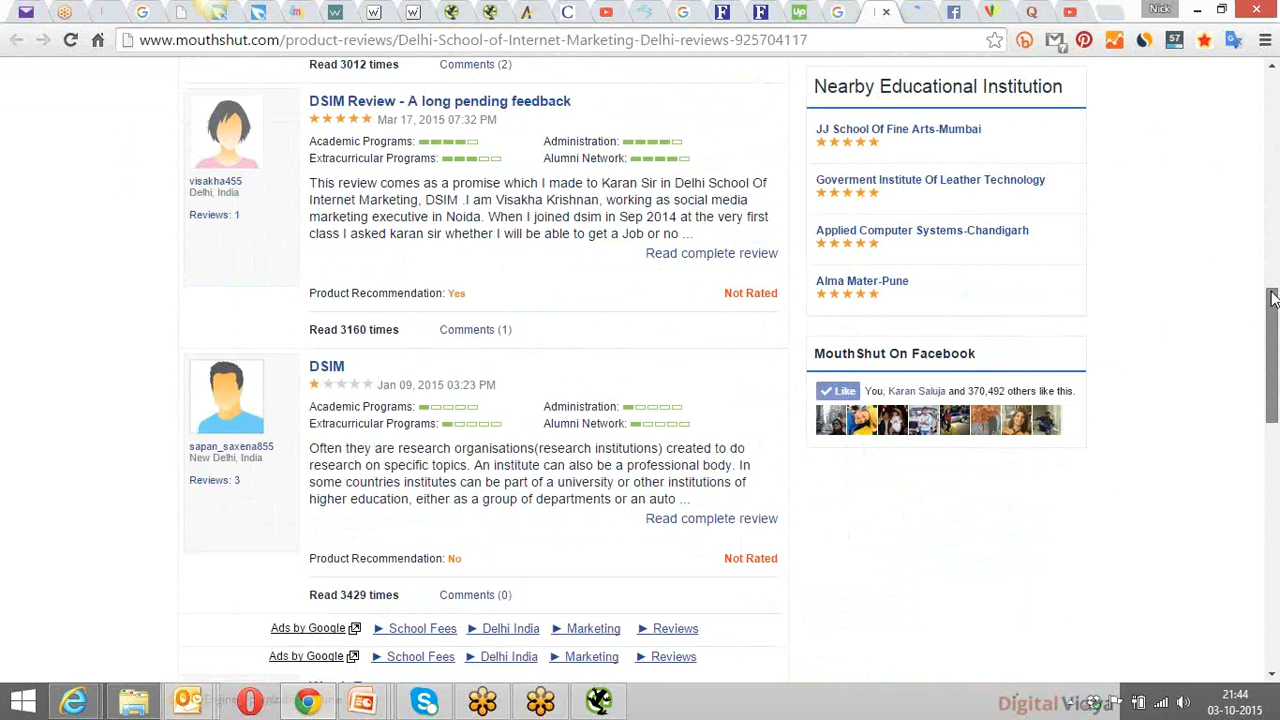 Nick
www.mouthshut.com/product-reviews/Delhi-School-of-Internet-Marketing-Delhi-reviews-925704117
57
Read 3012 times Comments (2)
DSIM Review - A long pending feedback
Mar 17, 2015 07:32 PM
Academic Programs: Administration:
Extracurricular Programs: Alumni Network:
visakha455
Delhi, India
Reviews: 1
This review comes as a promise which I made to Karan Sir in Delhi School Of
Internet Marketing, DSIM .I am Visakha Krishnan, working as social media
marketing executive in Noida. When I joined dsim in Sep 2014 at the very first
class I asked karan sir whether I will be able to get a Job or no ...
Read complete review
Product Recommendation: Yes Not Rated
Read 3160 times Comments (1)
DSIM
Jan 09, 2015 03:23 PM
Academic Programs: Administration:
Extracurricular Programs: Alumni Network:
sapan_saxena855
New Delhi, India
Reviews: 3
Often they are research organisations(research institutions) created to do
research on specific topics. An institute can also be a professional body. In
some countries institutes can be part of a university or other institutions of
higher education, either as a group of departments or an auto ...
Read complete review
Product Recommendation: No Not Rated
Read 3429 times Comments (0)
Ads by Google ► School Fees ► Delhi India ► Marketing ► Reviews
Ads by Google ► School Fees ► Delhi India ► Marketing ► Reviews
Nearby Educational Institution
JJ School Of Fine Arts-Mumbai
Goverment Institute Of Leather Technology
Applied Computer Systems-Chandigarh
Alma Mater-Pune
MouthShut On Facebook
Like You, Karan Saluja and 370,492 others like this.
Digital Vidya
21:44
03-10-2015